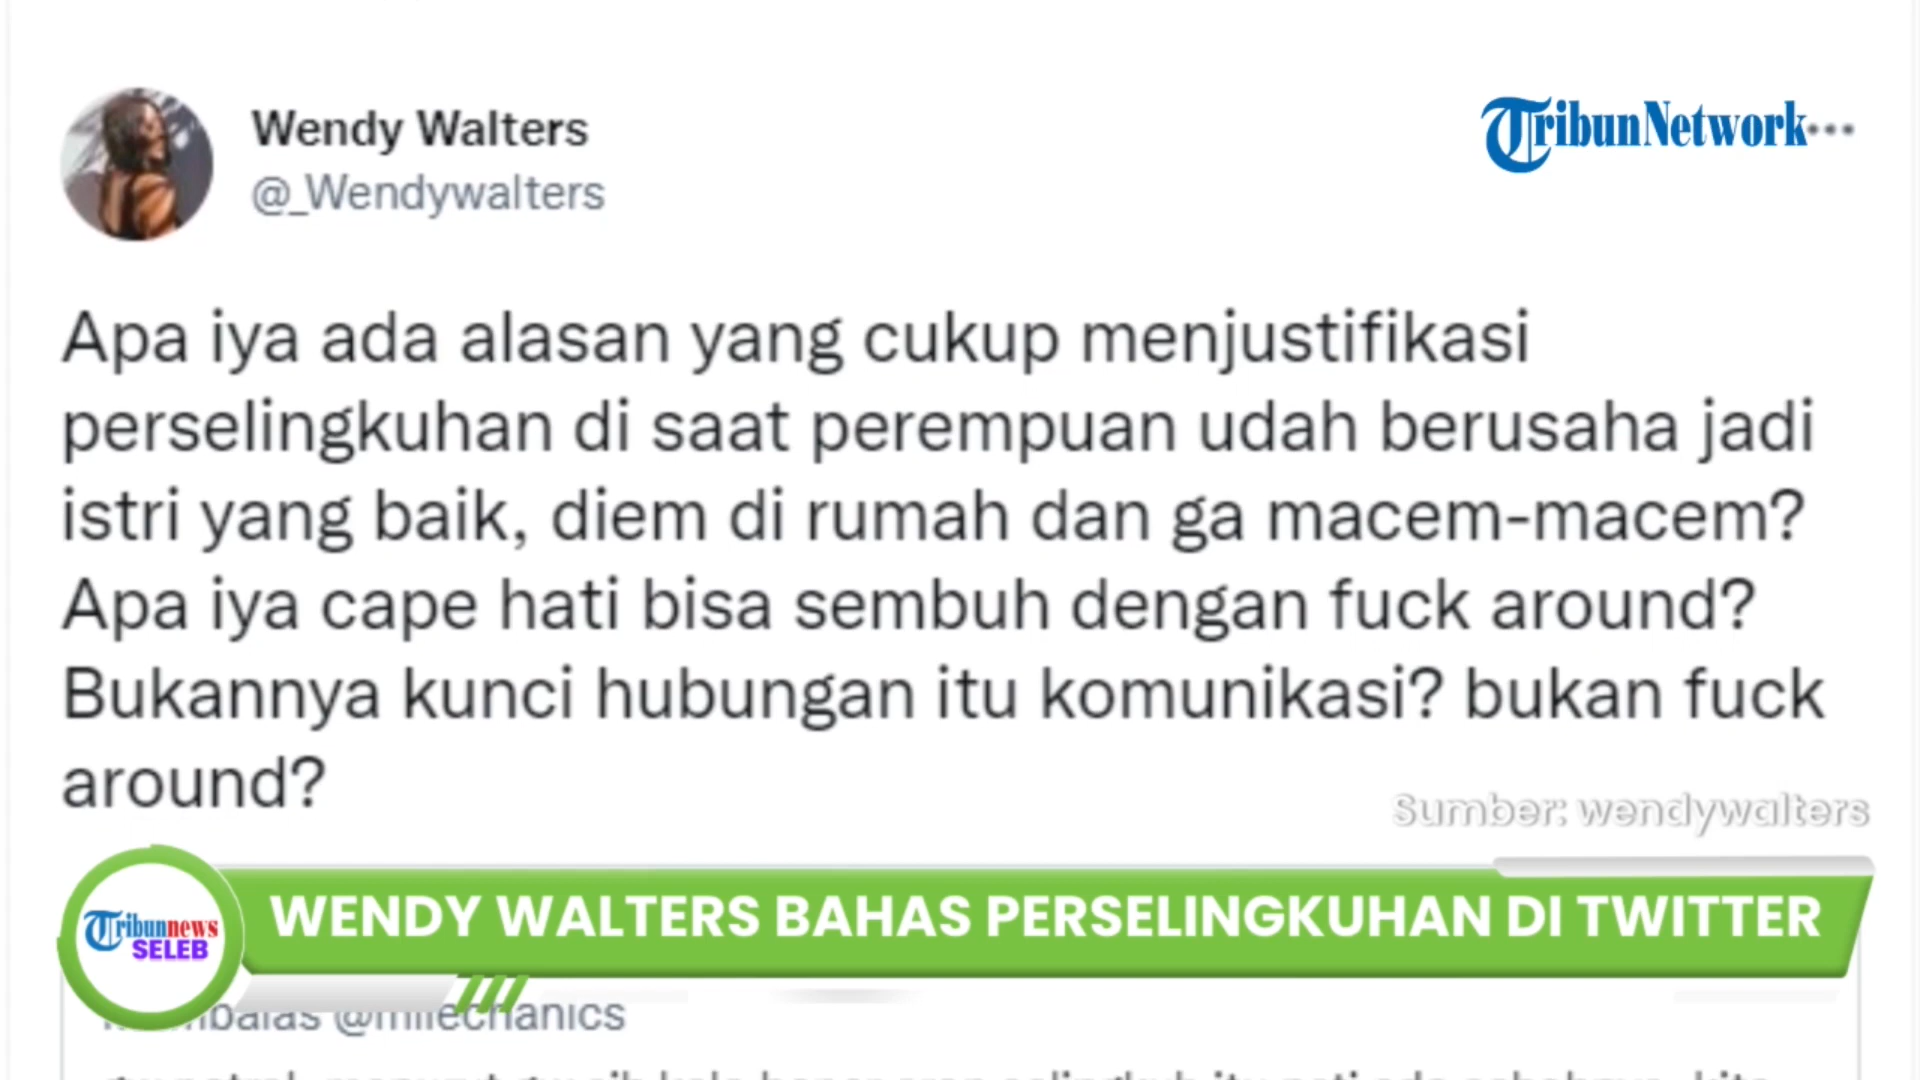 Wendy Walters
@_Wendywalters
TribunNetwork
Apa iya ada alasan yang cukup menjustifikasi
perselingkuhan di saat perempuan udah berusaha jadi
istri yang baik, diem di rumah dan ga macem-macem?
Apa iya cape hati bisa sembuh dengan fuck around?
Bukannya kunci hubungan itu komunikasi? bukan fuck
around?
Sumber: wendywalters
Tribunnews
SELEB
WENDY WALTERS BAHAS PERSELINGKUHAN DI TWITTER